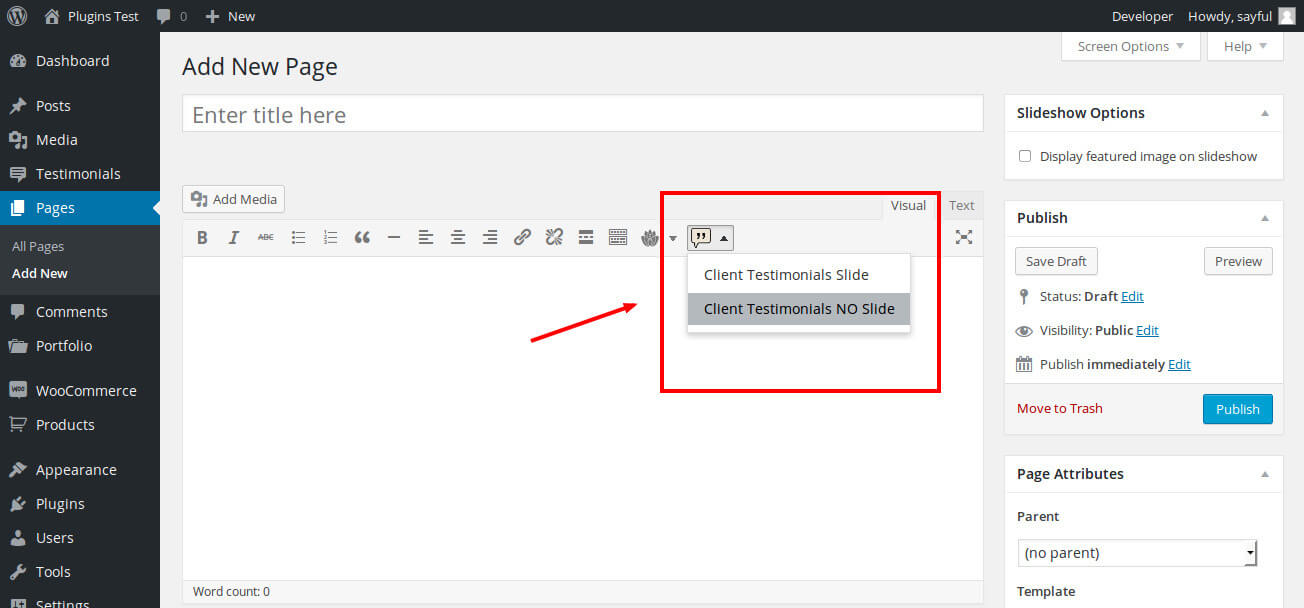 Plugins Test 0 New Developer Howdy, sayful
Screen Options Help
Dashboard
Posts
Media
Testimonials
Pages
All Pages
Add New
Comments
Portfolio
WOO WooCommerce
Products
Appearance
Plugins
Users
Tools
Settings
Add New Page
Enter title here
Add Media
Visual Text
B I ABC
Client Testimonials Slide
Client Testimonials NO Slide
Word count: 0
Slideshow Options
Display featured image on slideshow
Publish
Save Draft Preview
Status: Draft Edit
Visibility: Public Edit
Publish immediately Edit
Move to Trash Publish
Page Attributes
Parent
(no parent)
Template